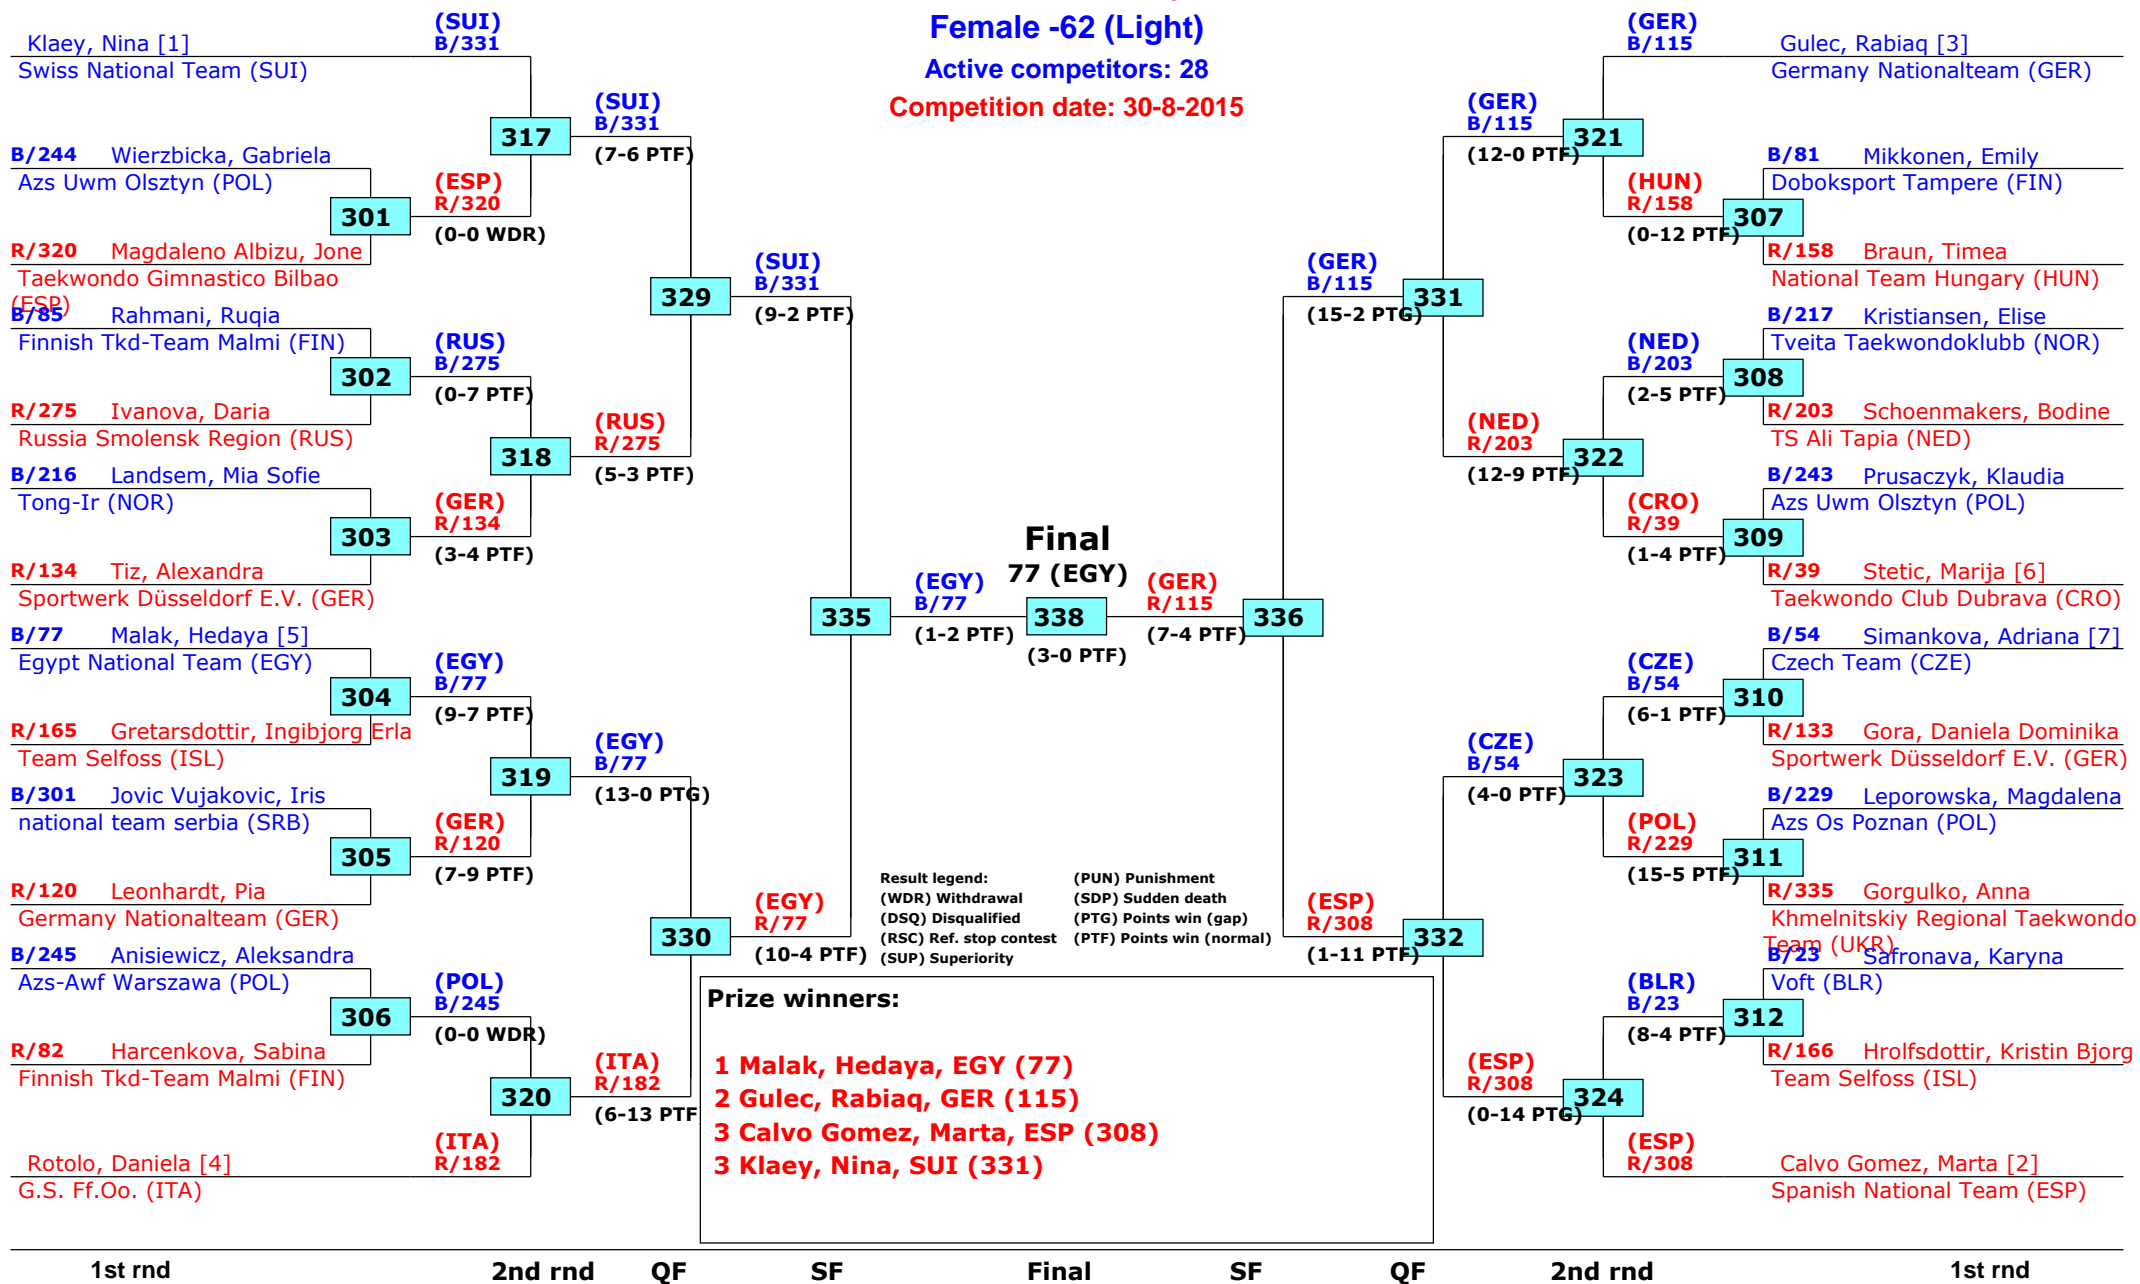 Female -62 (Light)
Active competitors: 28
Competition date: 30-8-2015
Klaey, Nina [1]
Swiss National Team (SUI)
(SUI)
B/331
B/244 Wierzbicka, Gabriela
Azs Uwm Olsztyn (POL)
301
R/320 Magdaleno Albizu, Jone
Taekwondo Gimnastico Bilbao
(ESP)
(ESP)
R/320
(0-0 WDR)
317
(SUI)
B/331
(7-6 PTF)
B/85 Rahmani, Ruqia
Finnish Tkd-Team Malmi (FIN)
302
R/275 Ivanova, Daria
Russia Smolensk Region (RUS)
(RUS)
B/275
(0-7 PTF)
B/216 Landsem, Mia Sofie
Tong-Ir (NOR)
303
R/134 Tiz, Alexandra
Sportwerk Düsseldorf E.V. (GER)
(GER)
R/134
(3-4 PTF)
318
(RUS)
R/275
(5-3 PTF)
329
(SUI)
B/331
(9-2 PTF)
B/77 Malak, Hedaya [5]
Egypt National Team (EGY)
304
R/165 Gretarsdottir, Ingibjorg Erla
Team Selfoss (ISL)
(EGY)
B/77
(9-7 PTF)
B/301 Jovic Vujakovic, Iris
national team serbia (SRB)
305
R/120 Leonhardt, Pia
Germany Nationalteam (GER)
(GER)
R/120
(7-9 PTF)
319
(EGY)
B/77
(13-0 PTG)
B/245 Anisiewicz, Aleksandra
Azs-Awf Warszawa (POL)
306
R/82 Harcenkova, Sabina
Finnish Tkd-Team Malmi (FIN)
(POL)
B/245
(0-0 WDR)
Rotolo, Daniela [4]
G.S. Ff.Oo. (ITA)
(ITA)
R/182
320
(ITA)
R/182
(6-13 PTF
330
(EGY)
R/77
(10-4 PTF)
335
(EGY)
B/77
(1-2 PTF)
Final
77 (EGY)
338
(3-0 PTF)
(GER)
R/115
(7-4 PTF)
336
(GER)
B/115
(15-2 PTG)
331
(GER)
B/115
(12-0 PTF)
321
(GER)
B/115
Gulec, Rabiaq [3]
Germany Nationalteam (GER)
(HUN)
R/158
(0-12 PTF)
307
B/81 Mikkonen, Emily
Doboksport Tampere (FIN)
R/158 Braun, Timea
National Team Hungary (HUN)
(NED)
R/203
(12-9 PTF)
322
(NED)
B/203
(2-5 PTF)
308
B/217 Kristiansen, Elise
Tveita Taekwondoklubb (NOR)
R/203 Schoenmakers, Bodine
TS Ali Tapia (NED)
(CRO)
R/39
(1-4 PTF)
309
B/243 Prusaczyk, Klaudia
Azs Uwm Olsztyn (POL)
R/39 Stetic, Marija [6]
Taekwondo Club Dubrava (CRO)
(ESP)
R/308
(1-11 PTF)
332
(CZE)
B/54
(4-0 PTF)
323
(CZE)
B/54
(6-1 PTF)
310
B/54 Simankova, Adriana [7]
Czech Team (CZE)
R/133 Gora, Daniela Dominika
Sportwerk Düsseldorf E.V. (GER)
(POL)
R/229
(15-5 PTF)
311
B/229 Leporowska, Magdalena
Azs Os Poznan (POL)
R/335 Gorgulko, Anna
Khmelnitskiy Regional Taekwondo
Team (UKR)
(ESP)
R/308
(0-14 PTG)
324
(BLR)
B/23
(8-4 PTF)
312
B/23 Safronava, Karyna
Voft (BLR)
R/166 Hrolfsdottir, Kristin Bjorg
Team Selfoss (ISL)
(ESP)
R/308
Calvo Gomez, Marta [2]
Spanish National Team (ESP)
Result legend: (PUN) Punishment
(WDR) Withdrawal (SDP) Sudden death
(DSQ) Disqualified (PTG) Points win (gap)
(RSC) Ref. stop contest (PTF) Points win (normal)
(SUP) Superiority
Prize winners:
1 Malak, Hedaya, EGY (77)
2 Gulec, Rabiaq, GER (115)
3 Calvo Gomez, Marta, ESP (308)
3 Klaey, Nina, SUI (331)
1st rnd 2nd rnd QF SF Final SF QF 2nd rnd 1st rnd